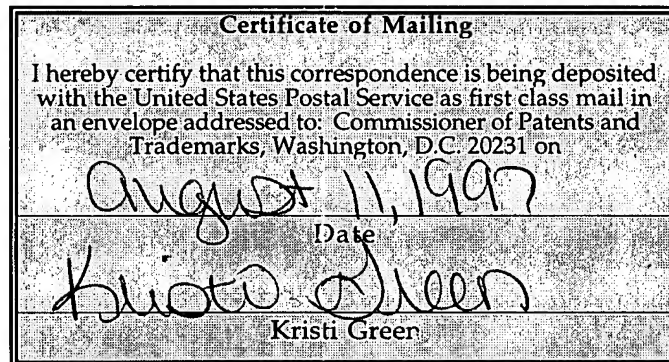 Certificate of Mailing
I hereby certify that this correspondence is being deposited
with the United States Postal Service as first class mail in
an envelope addressed to: Commissioner of Patents and
Trademarks, Washington, D.C. 20231 on
August 11, 1997
Date
Kristi Green
Kristi Green